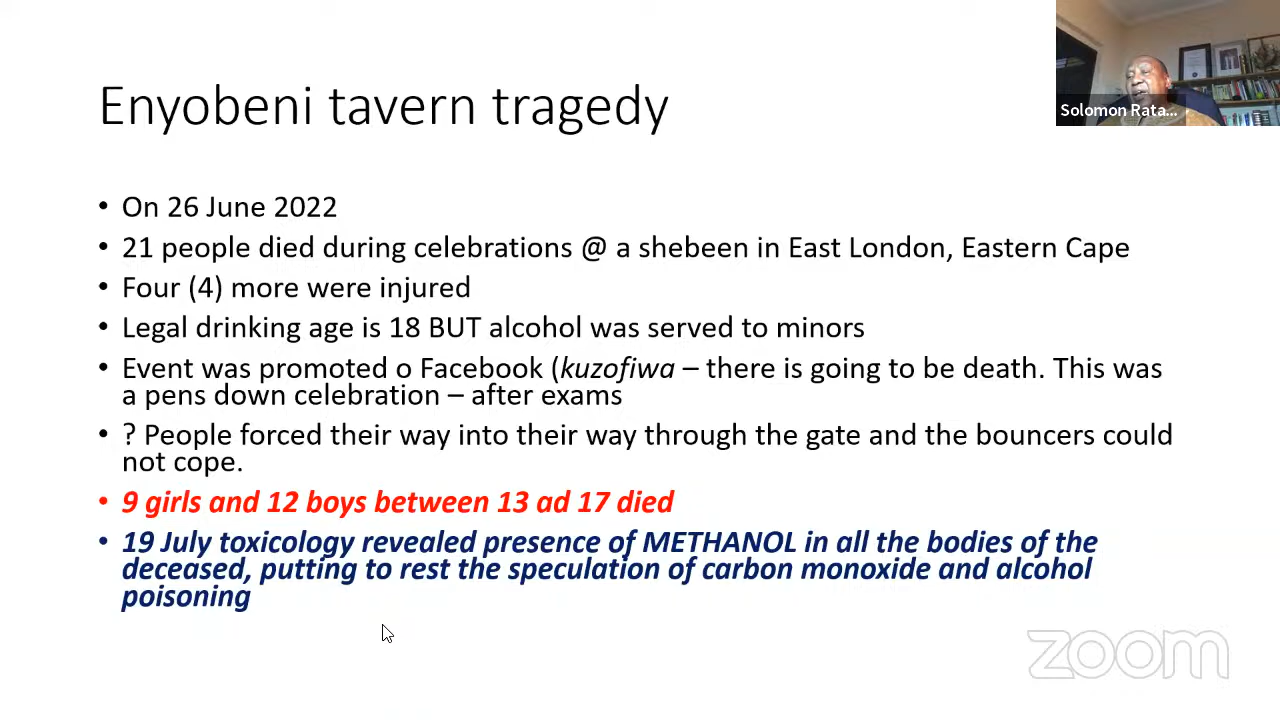 Enyobeni tavern tragedy
Solomon Rata...
• On 26 June 2022
• 21 people died during celebrations @ a shebeen in East London, Eastern Cape
• Four (4) more were injured
• Legal drinking age is 18 BUT alcohol was served to minors
• Event was promoted o Facebook (kuzofiwa – there is going to be death. This was
a pens down celebration – after exams
• ? People forced their way into their way through the gate and the bouncers could
not cope.
• 9 girls and 12 boys between 13 ad 17 died
• 19 July toxicology revealed presence of METHANOL in all the bodies of the
deceased, putting to rest the speculation of carbon monoxide and alcohol
poisoning
zoom